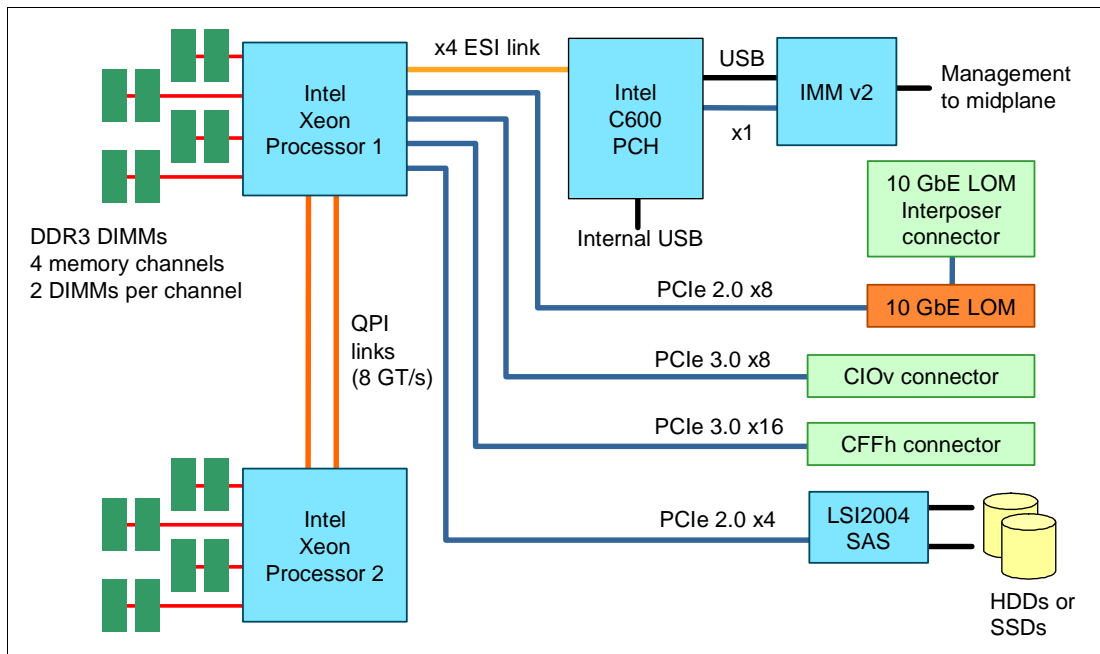 x4 ESI link
USB
Intel
Xeon
Processor 1
Intel
C600
PCH
IMM v2
Management
to midplane
x1
10 GbE LOM
Interposer
connector
Internal USB
DDR3 DIMMs
4 memory channels
2 DIMMs per channel
PCIe 2.0 x8
10 GbE LOM
QPI
links
(8 GT/s)
PCIe 3.0 x8
CIOv connector
PCIe 3.0 x16
CFFh connector
Intel
Xeon
Processor 2
PCIe 2.0 x4
LSI2004
SAS
HDDs or
SSDs